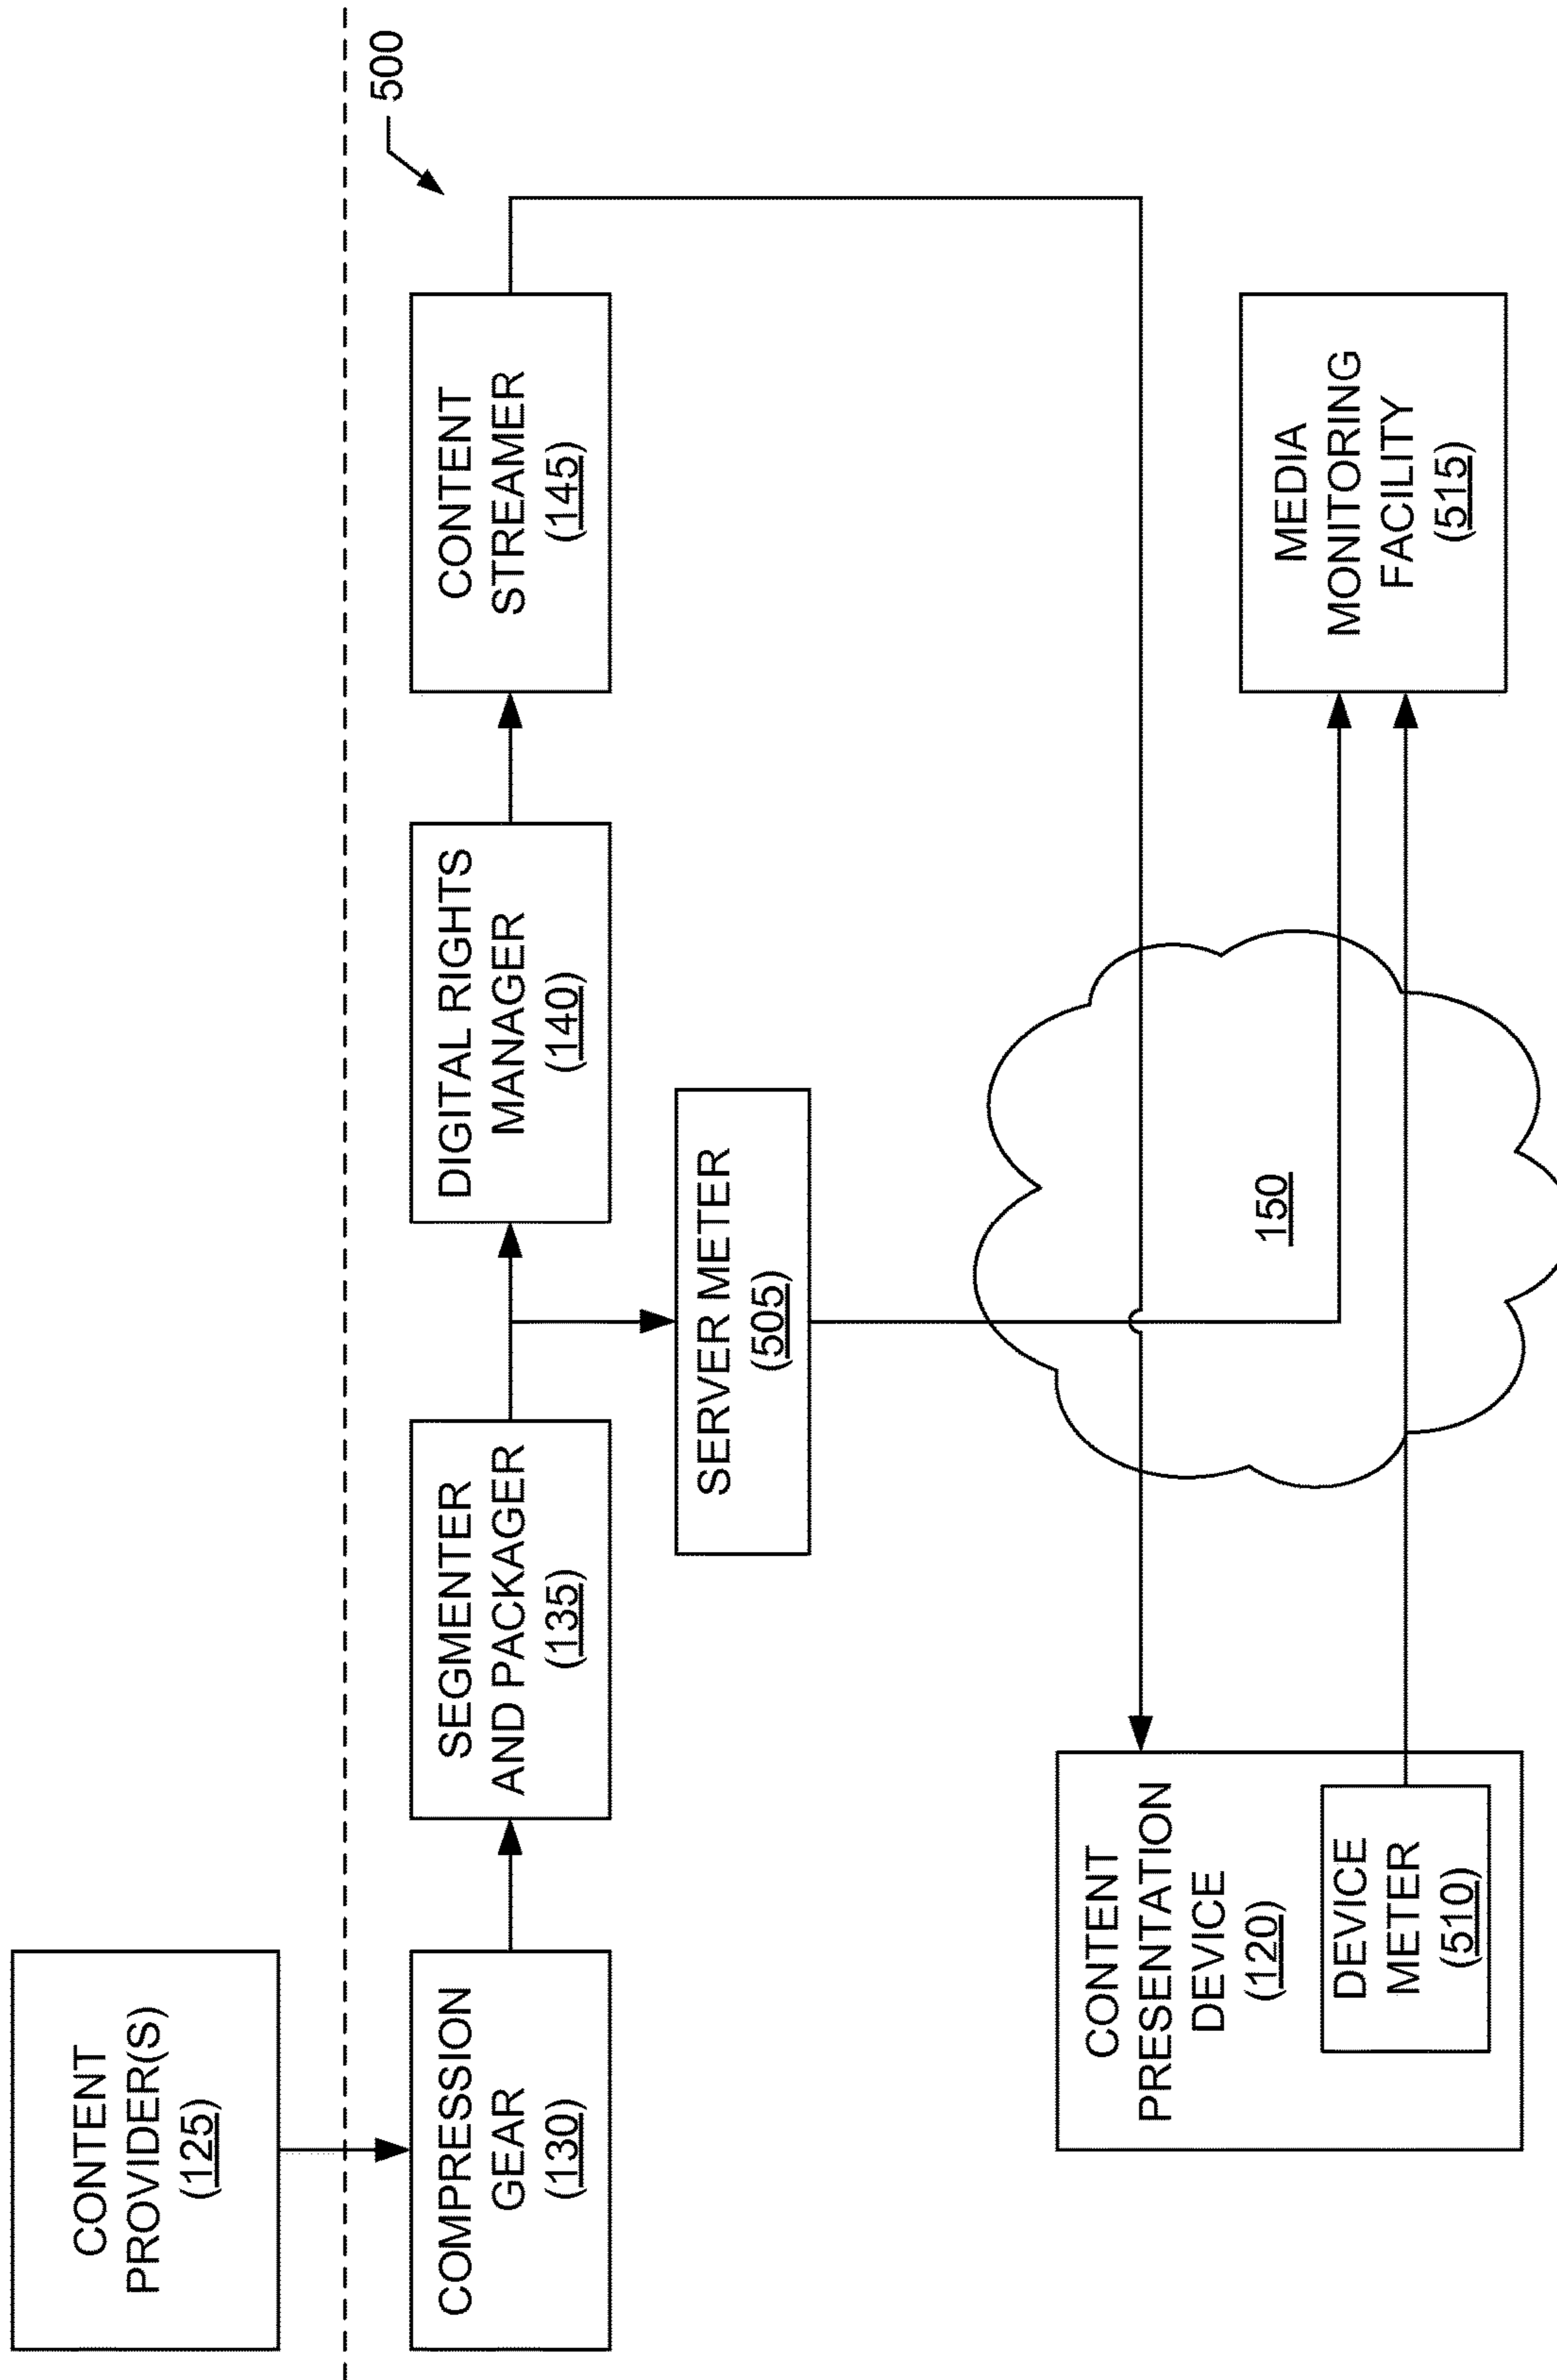 CONTENT
PROVIDER(S)
(125)
500
COMPRESSION
GEAR
(130)
SEGMENTER
AND PACKAGER
(135)
DIGITAL RIGHTS
MANAGER
(140)
CONTENT
STREAMER
(145)
SERVER METER
(505)
150
CONTENT
PRESENTATION
DEVICE
(120)
DEVICE
METER
(510)
MEDIA
MONITORING
FACILITY
(515)